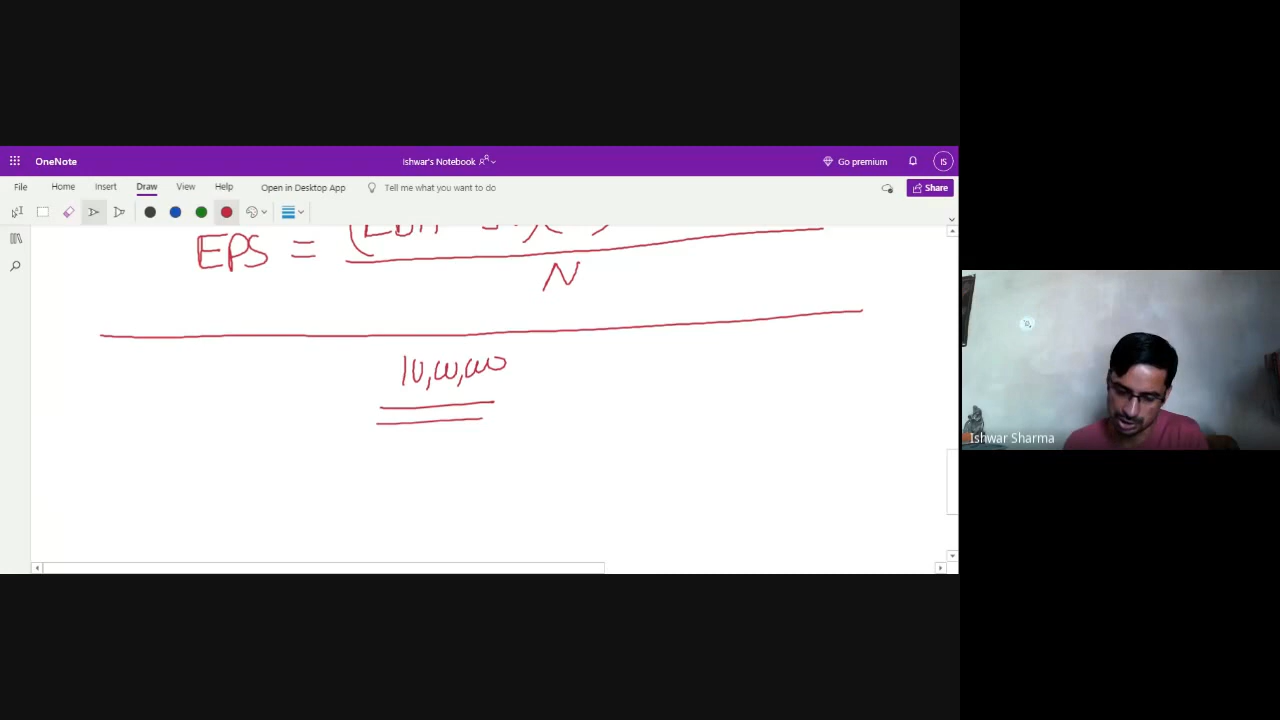 OneNote
Ishwar's Notebook
Go premium
IS
File Home Insert Draw View Help Open in Desktop App Tell me what you want to do
Share
EPS =
N
10,00,000
Ishwar Sharma